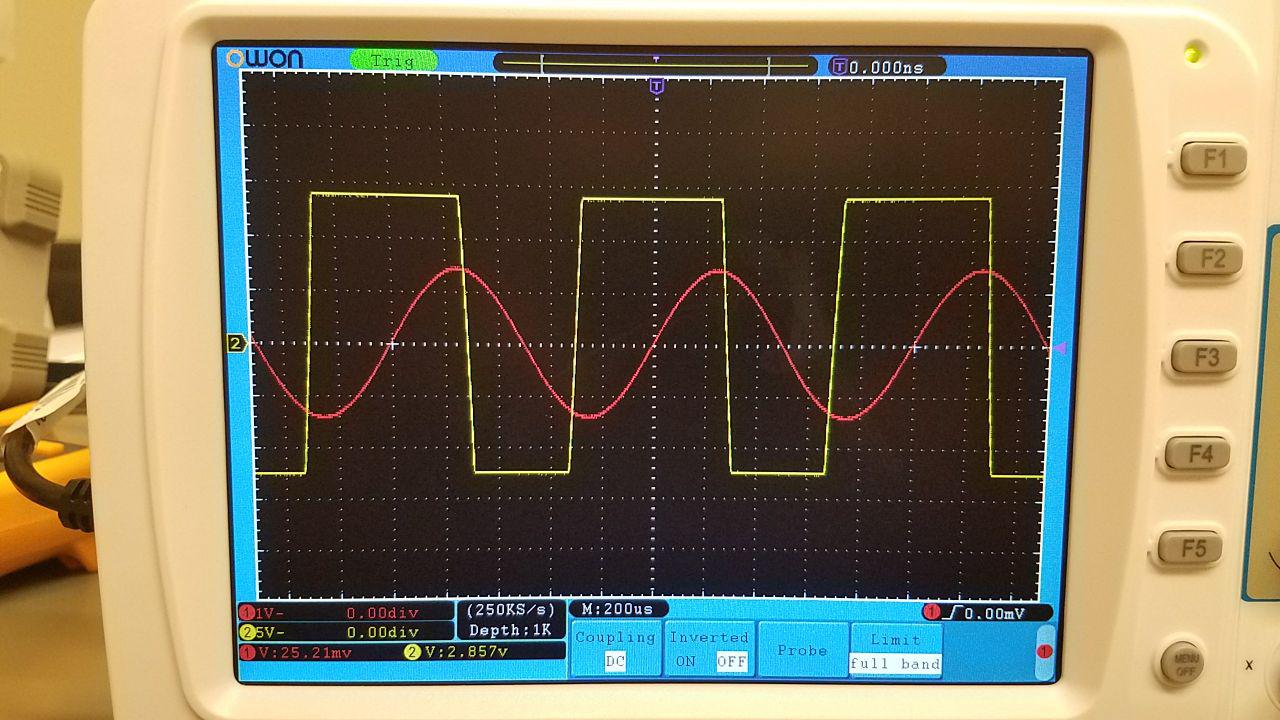 OWON Trig T 0.000ns
T
F1
F2
2
F3
F4
F5
1 1V- 0.00div (250KS/s) M:200us 1 0.00mV
2 5V- 0.00div Depth:1K
1 V:25.21mv 2 V:2.857v
Coupling Inverted Probe Limit
DC ON OFF full band 1
MENU
OFF
x